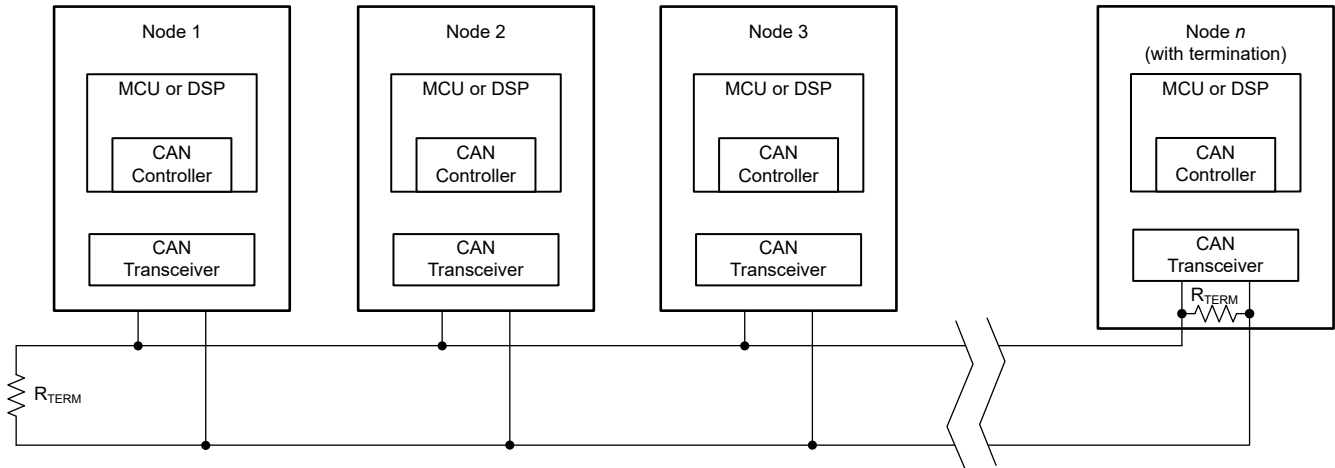 Node 1
MCU or DSP
CAN
Controller
CAN
Transceiver
Node 2
MCU or DSP
CAN
Controller
CAN
Transceiver
Node 3
MCU or DSP
CAN
Controller
CAN
Transceiver
Node n
(with termination)
MCU or DSP
CAN
Controller
CAN
Transceiver
RTERM
RTERM